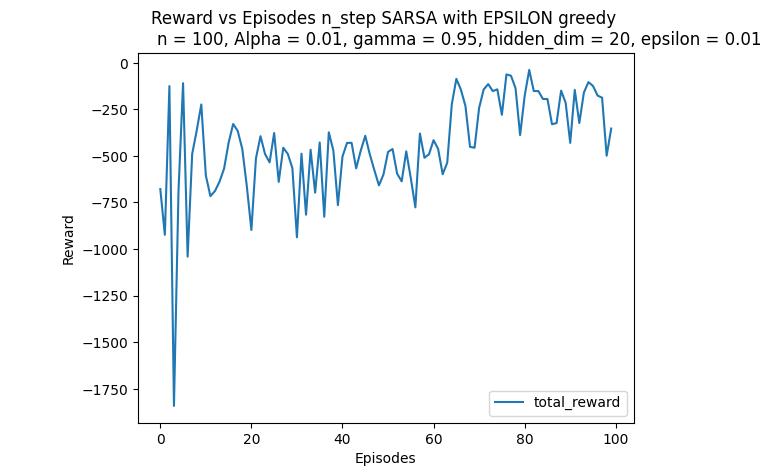 Reward vs Episodes n_step SARSA with EPSILON greedy
n = 100, Alpha = 0.01, gamma = 0.95, hidden_dim = 20, epsilon = 0.01
0
−250
−500
−750
−1000
−1250
−1500
−1750
Reward
total_reward
0 20 40 60 80 100
Episodes